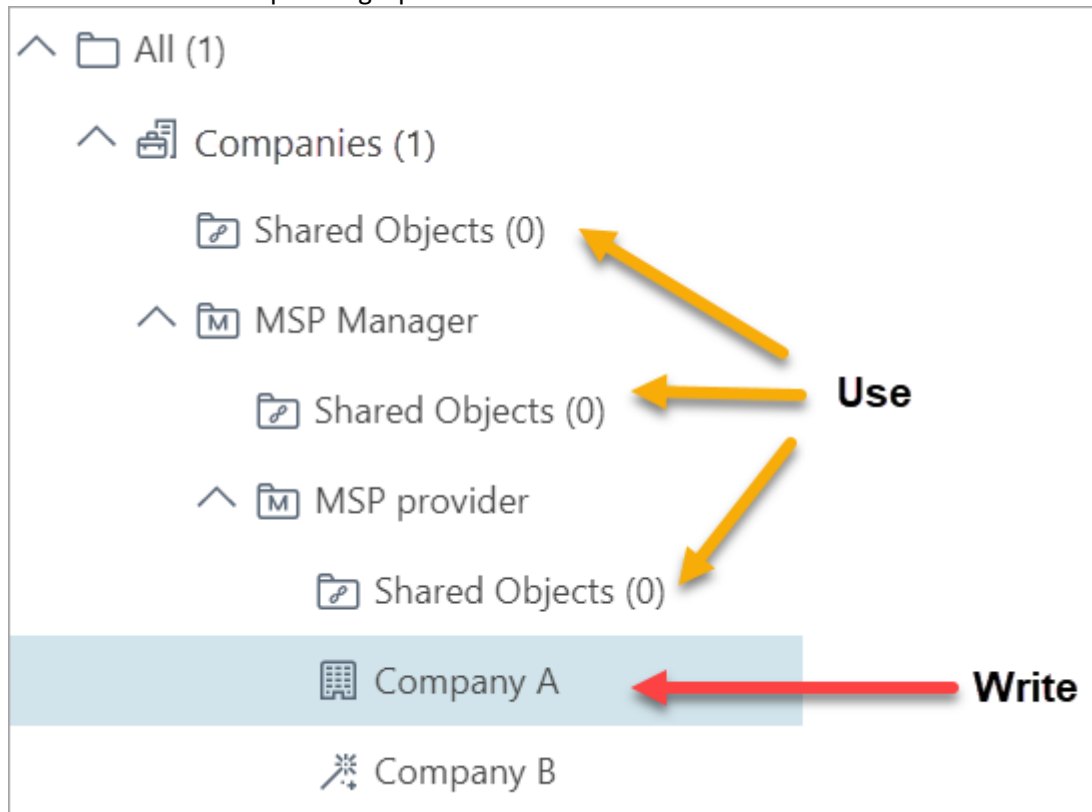 All (1)
Companies (1)
Shared Objects (0)
MSP Manager
Shared Objects (0)
Use
MSP provider
Shared Objects (0)
Company A
Write
Company B